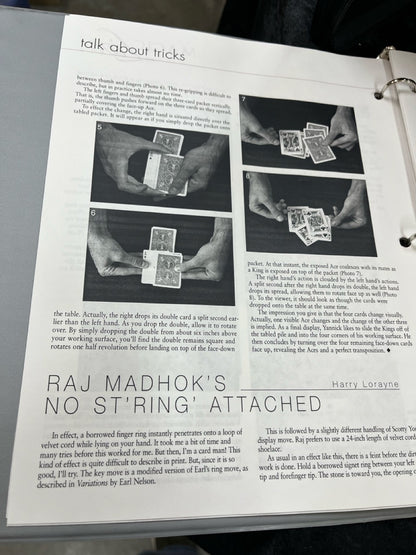 talk about tricks
between thumb and fingers (Photo 6). This re-gripping is difficult to
describe, but in practice takes almost no time.
The left fingers and thumb spread their three-card packet vertically.
That is, the thumb pushes forward on the three cards so they spread,
partially covering the face-up Ace.
To effect the change, the right hand is situated directly over the
tabled packet. It will appear as if you simply drop the packet onto
5
6
the table. Actually, the right drops its double card a split second ear-
lier than the left hand. As you drop the double, allow it to rotate
over. By simply dropping the double from about six inches above
your working surface, you'll find the double remains square and
rotates one half revolution before landing on top of the face-down
7
8
packet. At that instant, the exposed Ace coalesces with its mates as
a King is exposed on top of the packet (Photo 7).
The right hand's action is clouded by the left hand's actions.
A split second after the right hand drops its double, the left hand
drops its spread, allowing them to rotate face up as well (Photo
8). To the viewer, it should look as though the cards were
dropped onto the table at the same time.
The impression you give is that the four cards change visually.
Actually, one visible Ace changes and the change of the other three
is implied. As a final display, Yannick likes to slide the Kings off of
the tabled pile and into the four corners of his working surface. He
then concludes by turning over the four remaining face-down cards
face up, revealing the Aces and a perfect transposition. ♦
RAJ MADHOK'S
Harry Lorayne
NO ST'RING' ATTACHED
In effect, a borrowed finger ring instantly penetrates onto a loop of
velvet cord while lying on your hand. It took me a bit of time and
many tries before this worked for me. But then, I'm a card man! This
kind of effect is quite difficult to describe in print. But, since it is so
good, I'll try. The key move is a modified version of Earl's ring move, as
described in Variations by Earl Nelson.
This is followed by a slightly different handling of Scotty
display move. Raj prefers to use a 24-inch length of velvet
shoelace.
As usual in an effect like this, there is a feint before the
work is done. Hold a borrowed signet ring between your left
tip and forefinger tip. The stone is toward you, the opening